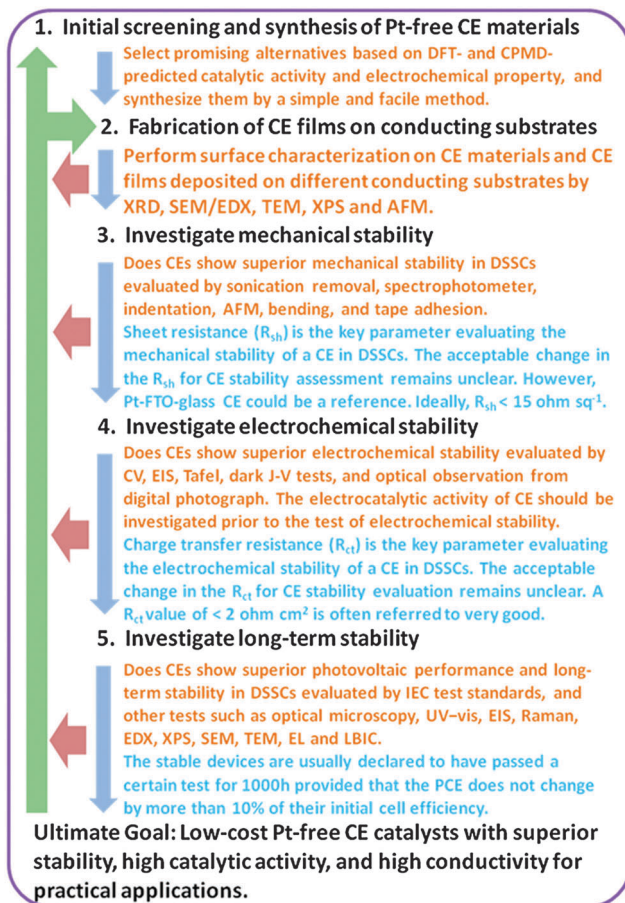 1. Initial screening and synthesis of Pt-free CE materials
Select promising alternatives based on DFT- and CPMD-
predicted catalytic activity and electrochemical property, and
synthesize them by a simple and facile method.
2. Fabrication of CE films on conducting substrates
Perform surface characterization on CE materials and CE
films deposited on different conducting substrates by
XRD, SEM/EDX, TEM, XPS and AFM.
3. Investigate mechanical stability
Does CEs show superior mechanical stability in DSSCs
evaluated by sonication removal, spectrophotometer,
indentation, AFM, bending, and tape adhesion.
Sheet resistance (Rsh) is the key parameter evaluating the
mechanical stability of a CE in DSSCs. The acceptable change in
the Rsh for CE stability assessment remains unclear. However,
Pt-FTO-glass CE could be a reference. Ideally, Rsh < 15 ohm sq⁻¹.
4. Investigate electrochemical stability
Does CEs show superior electrochemical stability evaluated by
CV, EIS, Tafel, dark J-V tests, and optical observation from
digital photograph. The electrocatalytic activity of CE should be
investigated prior to the test of electrochemical stability.
Charge transfer resistance (Rct) is the key parameter evaluating
the electrochemical stability of a CE in DSSCs. The acceptable
change in the Rct for CE stability evaluation remains unclear. A
Rct value of < 2 ohm cm² is often referred to very good.
5. Investigate long-term stability
Does CEs show superior photovoltaic performance and long-
term stability in DSSCs evaluated by IEC test standards, and
other tests such as optical microscopy, UV–vis, EIS, Raman,
EDX, XPS, SEM, TEM, EL and LBIC.
The stable devices are usually declared to have passed a
certain test for 1000h provided that the PCE does not change
by more than 10% of their initial cell efficiency.
Ultimate Goal: Low-cost Pt-free CE catalysts with superior
stability, high catalytic activity, and high conductivity for
practical applications.